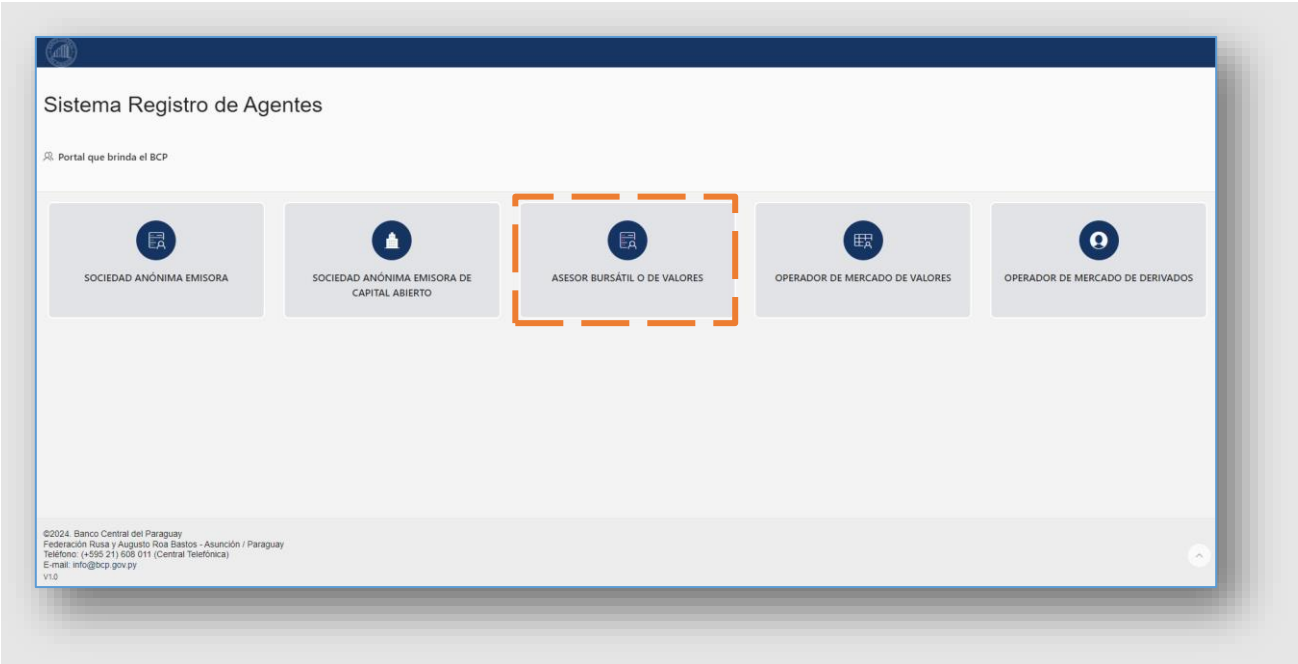 Sistema Registro de Agentes
Portal que brinda el BCP
SOCIEDAD ANÓNIMA EMISORA
SOCIEDAD ANÓNIMA EMISORA DE
CAPITAL ABIERTO
ASESOR BURSÁTIL O DE VALORES
OPERADOR DE MERCADO DE VALORES
OPERADOR DE MERCADO DE DERIVADOS
©2024. Banco Central del Paraguay
Federación Rusa y Augusto Roa Bastos - Asunción / Paraguay
Teléfono: (+595 21) 608 011 (Central Telefónica)
E-mail: info@bcp.gov.py
V1.0